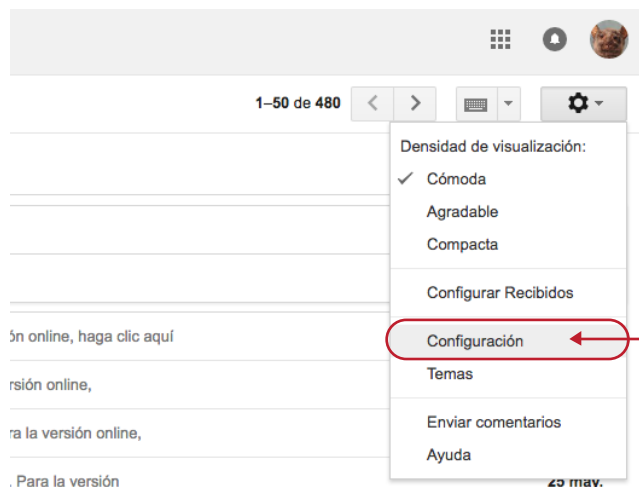 1–50 de 480
Densidad de visualización:
Cómoda
Agradable
Compacta
Configurar Recibidos
ón online, haga clic aquí
Configuración
Temas
rsión online,
Enviar comentarios
ra la versión online,
Ayuda
. Para la versión
25 may.